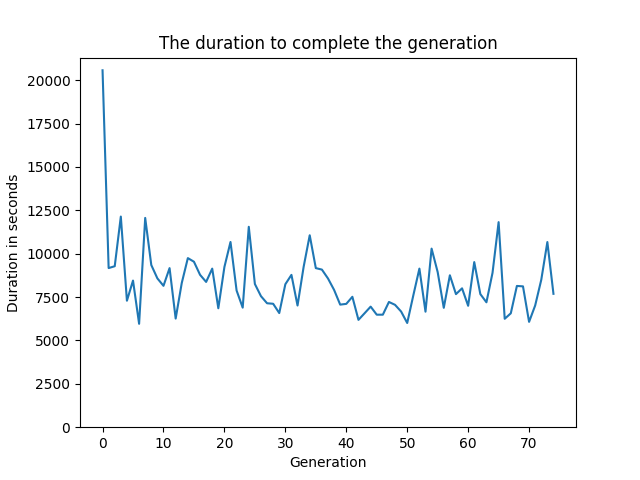 The duration to complete the generation
20000
17500
15000
12500
10000
7500
5000
2500
0
Duration in seconds
0 10 20 30 40 50 60 70
Generation